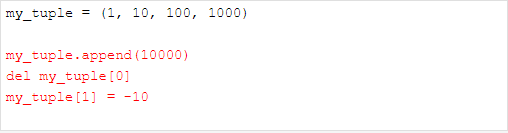 my_tuple = (1, 10, 100, 1000)
my_tuple.append(10000)
del my_tuple[0]
my_tuple[1] = -10